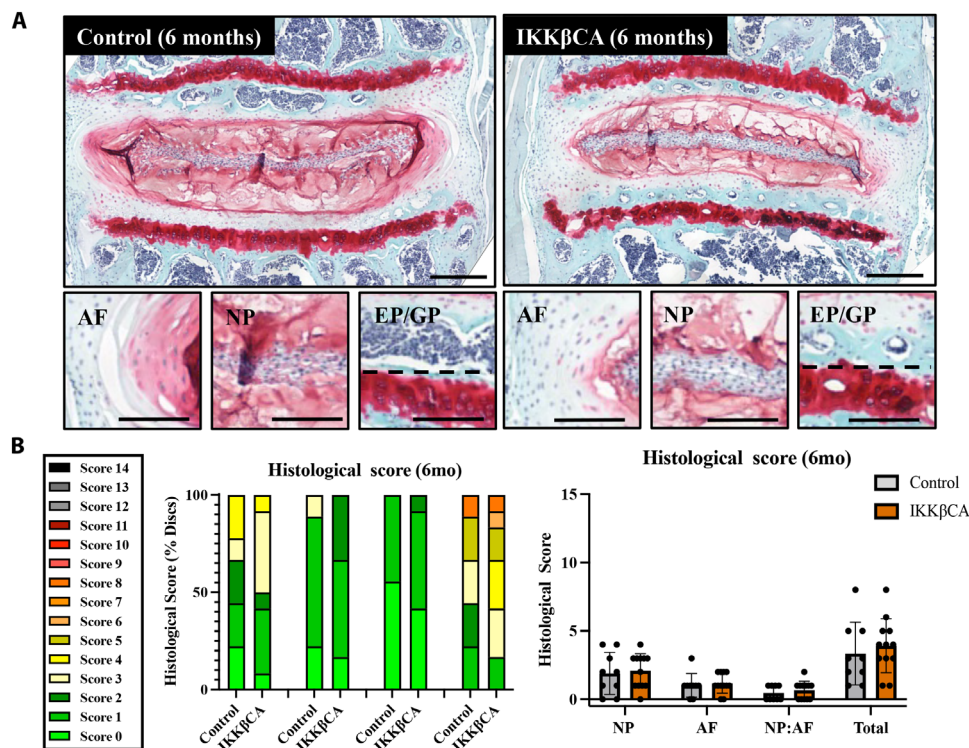 A
Control (6 months)
IKKβCA (6 months)
AF
NP
EP/GP
AF
NP
EP/GP
B
Score 14
Score 13
Score 12
Score 11
Score 10
Score 9
Score 8
Score 7
Score 6
Score 5
Score 4
Score 3
Score 2
Score 1
Score 0
Histological score (6mo)
Histological Score (% Discs)
100
50
0
Control
IKKβCA
Control
IKKβCA
Control
IKKβCA
Control
IKKβCA
Histological score (6mo)
Control
IKKβCA
Histological Score
15
10
5
0
NP
AF
NP:AF
Total